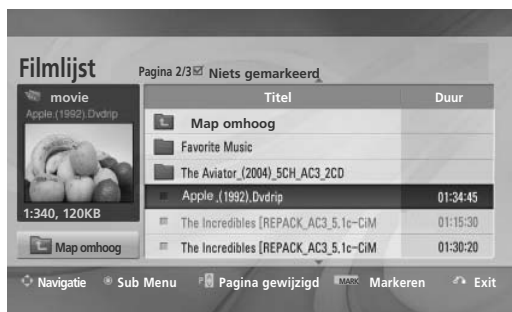 Filmlijst
Pagina 2/3 Niets gemarkeerd
movie
Apple.(1992).Dvdrip
1:340, 120KB
Map omhoog
Titel Duur
Map omhoog
Favorite Music
The Aviator_(2004)_5CH_AC3_2CD
Apple .(1992).Dvdrip 01:34:45
The Incredibles [REPACK_AC3_5.1c-CiM 01:15:30
The Incredibles [REPACK_AC3_5.1c-CiM 01:30:20
Navigatie Sub Menu P Pagina gewijzigd MARK Markeren Exit